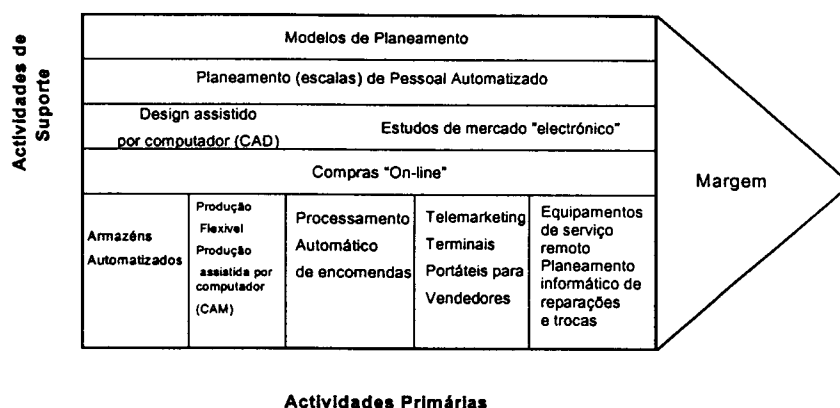 Actividades de
Suporte
Modelos de Planeamento
Planeamento (escalas) de Pessoal Automatizado
Design assistido
por computador (CAD)
Estudos de mercado "electrónico"
Compras "On-line"
Armazéns
Automatizados
Produção
Flexivel
Produção
assistida por
computador
(CAM)
Processamento
Automático
de encomendas
Telemarketing
Terminais
Portáteis para
Vendedores
Equipamentos
de serviço
remoto
Planeamento
informático de
reparações
e trocas
Margem
Actividades Primárias